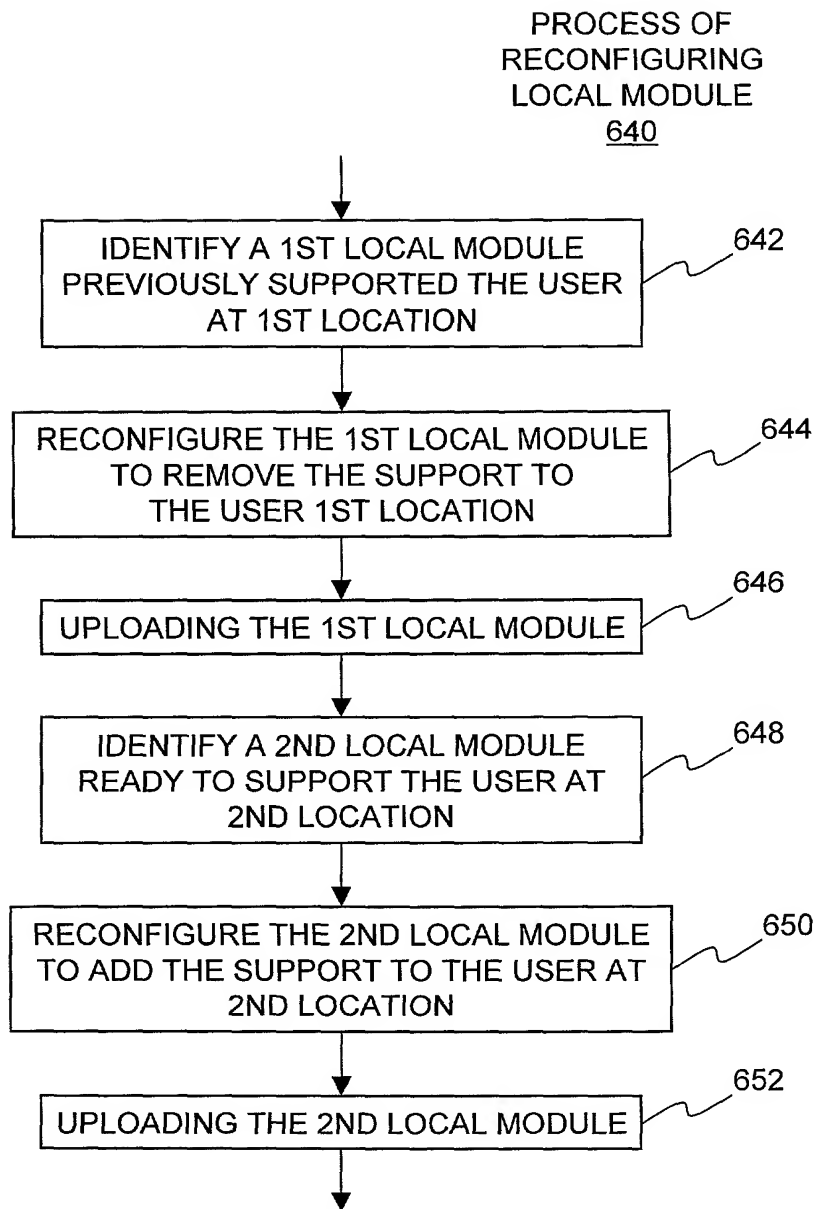 PROCESS OF
RECONFIGURING
LOCAL MODULE
640
IDENTIFY A 1ST LOCAL MODULE
PREVIOUSLY SUPPORTED THE USER
AT 1ST LOCATION
642
RECONFIGURE THE 1ST LOCAL MODULE
TO REMOVE THE SUPPORT TO
THE USER 1ST LOCATION
644
UPLOADING THE 1ST LOCAL MODULE
646
IDENTIFY A 2ND LOCAL MODULE
READY TO SUPPORT THE USER AT
2ND LOCATION
648
RECONFIGURE THE 2ND LOCAL MODULE
TO ADD THE SUPPORT TO THE USER AT
2ND LOCATION
650
UPLOADING THE 2ND LOCAL MODULE
652